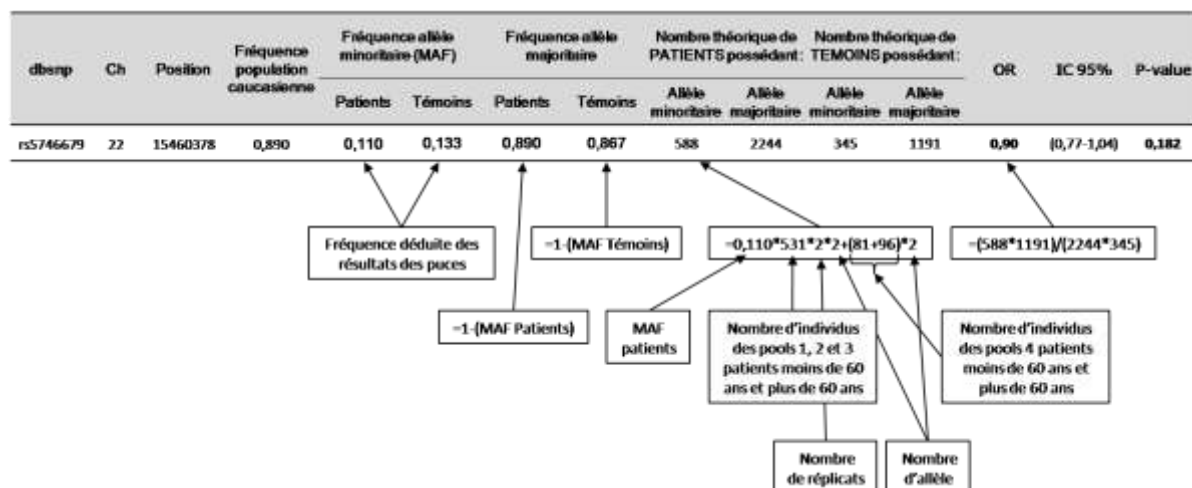 dbsnp Ch Position Fréquence population caucasienne Fréquence allèle minoritaire (MAF) Fréquence allèle majoritaire Nombre théorique de PATIENTS possédant: Nombre théorique de TEMOINS possédant: OR IC 95% P-value
Patients Témoins Patients Témoins Allèle minoritaire Allèle majoritaire Allèle minoritaire Allèle majoritaire
rs5746679 22 15460378 0,890 0,110 0,133 0,890 0,867 588 2244 345 1191 0,90 (0,77-1,04) 0,182
Fréquence déduite des
résultats des puces
=1-(MAF Témoins)
=0,110*531*2*2+(81+96)*2
=(588*1191)/(2244*345)
=1-(MAF Patients)
MAF
patients
Nombre d'individus
des pools 1, 2 et 3
patients moins de 60
ans et plus de 60 ans
Nombre d'individus
des pools 4 patients
moins de 60 ans et
plus de 60 ans
Nombre
de réplicats
Nombre
d'allèle